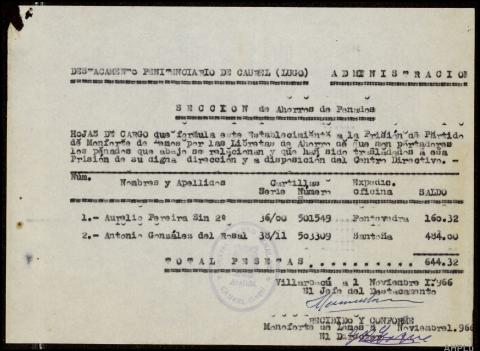 DESTACAMENTO PENITENCIARIO DE CAUREL (LUGO) ADMINISTRACION
SECCION de Ahorros de Penados
HOJAS DE CARGO que formula este Establecimiento a la Prisión de Partido
de Monforte de Lemos por las Libretas de Ahorro de que son portadores
los penados que abajo se relacionan y que han sido trasladados a esa
Prisión de su digna dirección y a disposición del Centro Directivo. -
Núm. Nombres y Apellidos Cartillas Serie Número Expedic. oficina SALDO
1.- Aurelio Pereira Sin 2º 36/00 501549 Pontevedra 160.32
2.- Antonio González del Rosal 38/11 503309 Santoña 484.00
TOTAL PESETAS 644.32
Villarbacú a 1 Noviembre 1.966
El Jefe del Destacamento
RECIBIDO Y CONFORME
Monforte de Lemos Noviembre 1.966
El
AHPLU